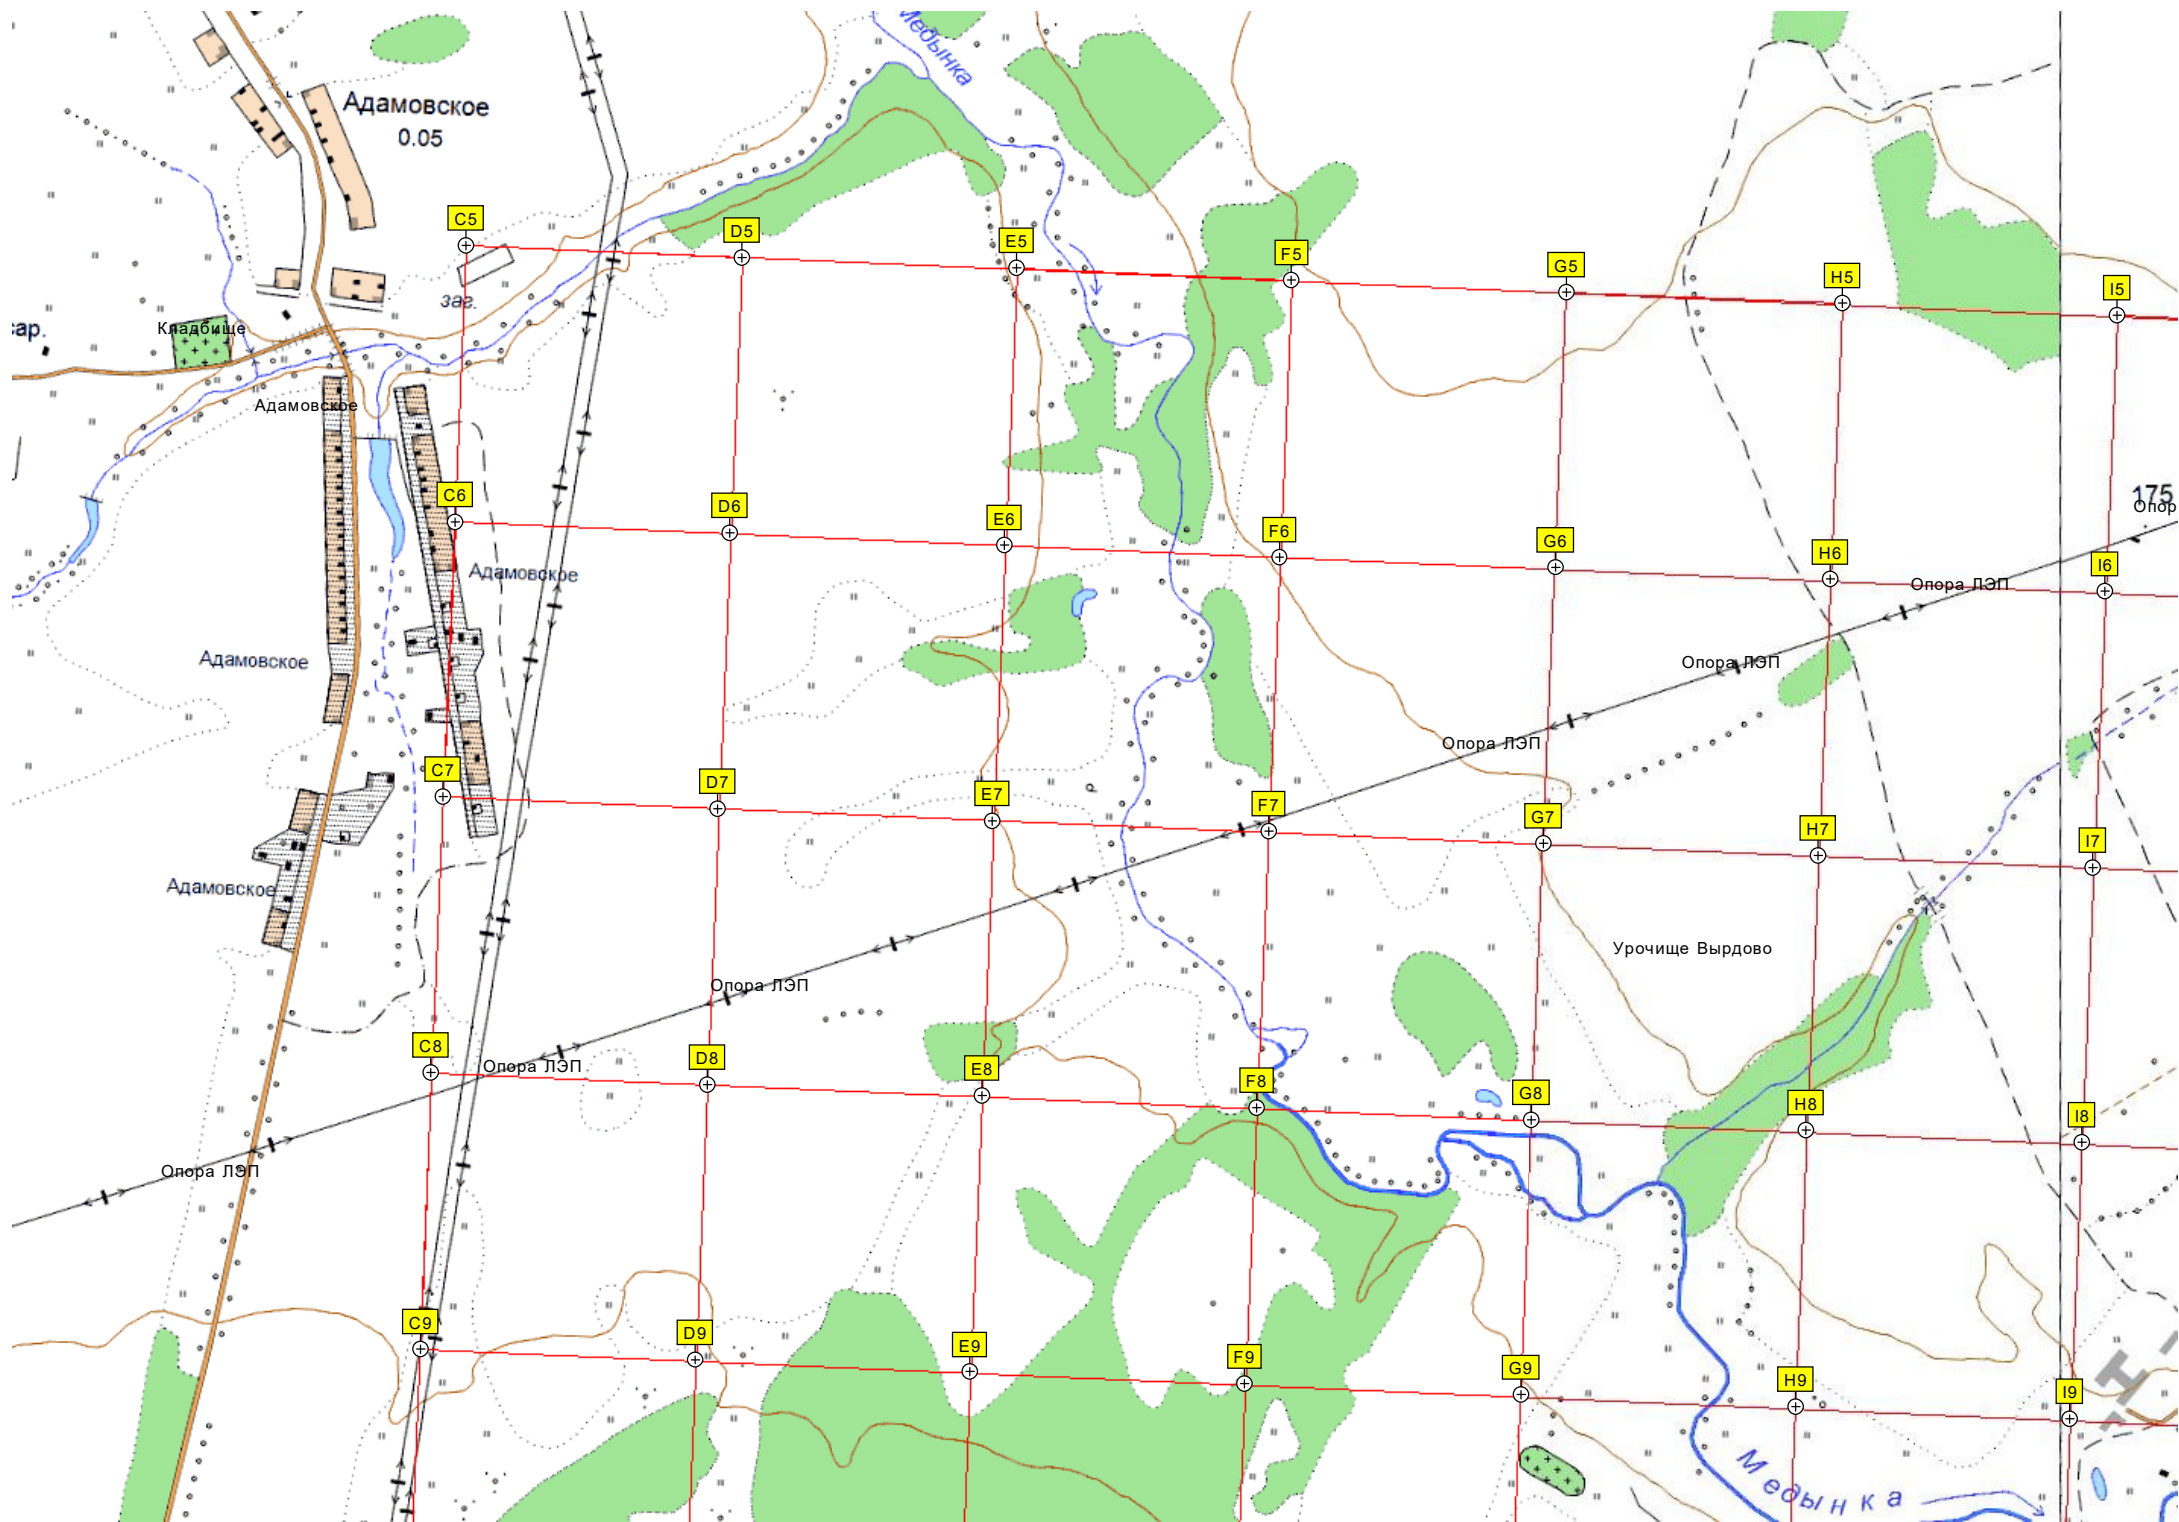 Медынка
Адамовское
0.05
C5
D5
E5
F5
G5
H5
I5
заг.
Кладбище
Адамовское
175
Опор
C6
D6
E6
F6
G6
H6
I6
Адамовское
Опора ЛЭП
Адамовское
Опора ЛЭП
Опора ЛЭП
C7
D7
E7
F7
G7
H7
I7
Адамовское
Урочище Вырдово
Опора ЛЭП
C8
D8
E8
F8
G8
H8
I8
Опора ЛЭП
Опора ЛЭП
C9
D9
E9
F9
G9
H9
I9
Медынка